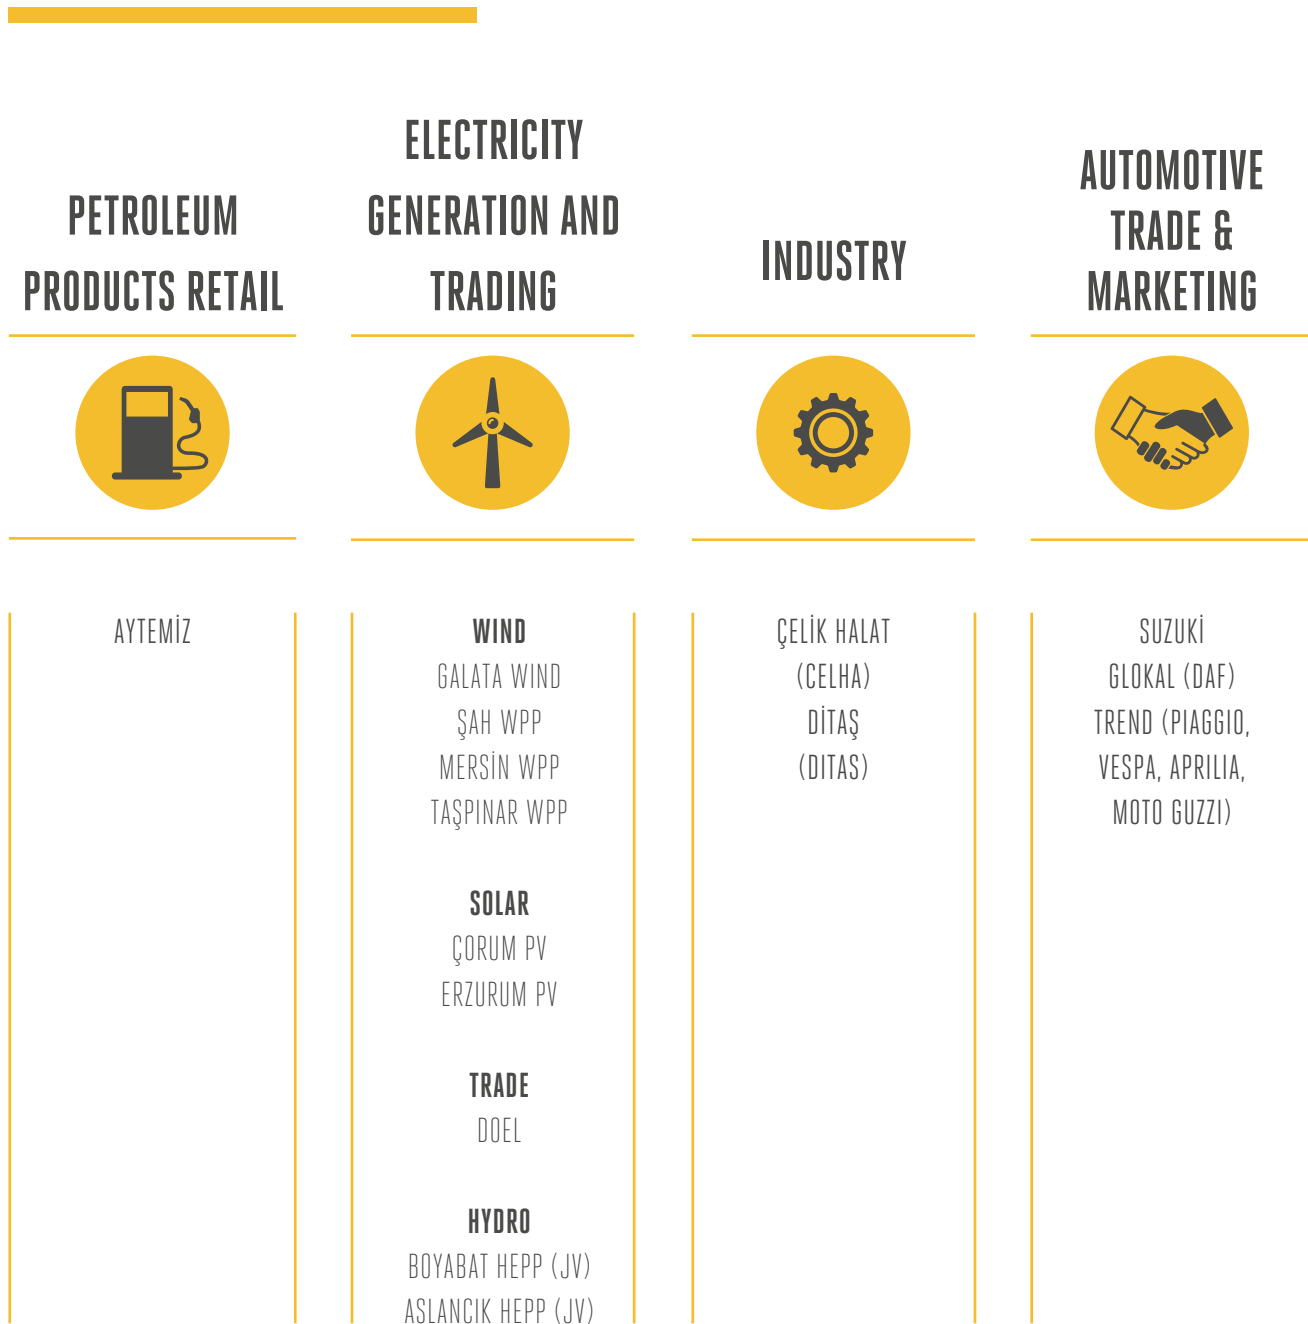 PETROLEUM
PRODUCTS RETAIL
AYTEMİZ
ELECTRICITY
GENERATION AND
TRADING
WIND
GALATA WIND
ŞAH WPP
MERSİN WPP
TAŞPINAR WPP
SOLAR
ÇORUM PV
ERZURUM PV
TRADE
DOEL
HYDRO
BOYABAT HEPP (JV)
ASLANCIK HEPP (JV)
INDUSTRY
ÇELİK HALAT
(CELHA)
DİTAŞ
(DITAS)
AUTOMOTIVE
TRADE &
MARKETING
SUZUKİ
GLOKAL (DAF)
TREND (PIAGGIO,
VESPA, APRILIA,
MOTO GUZZI)